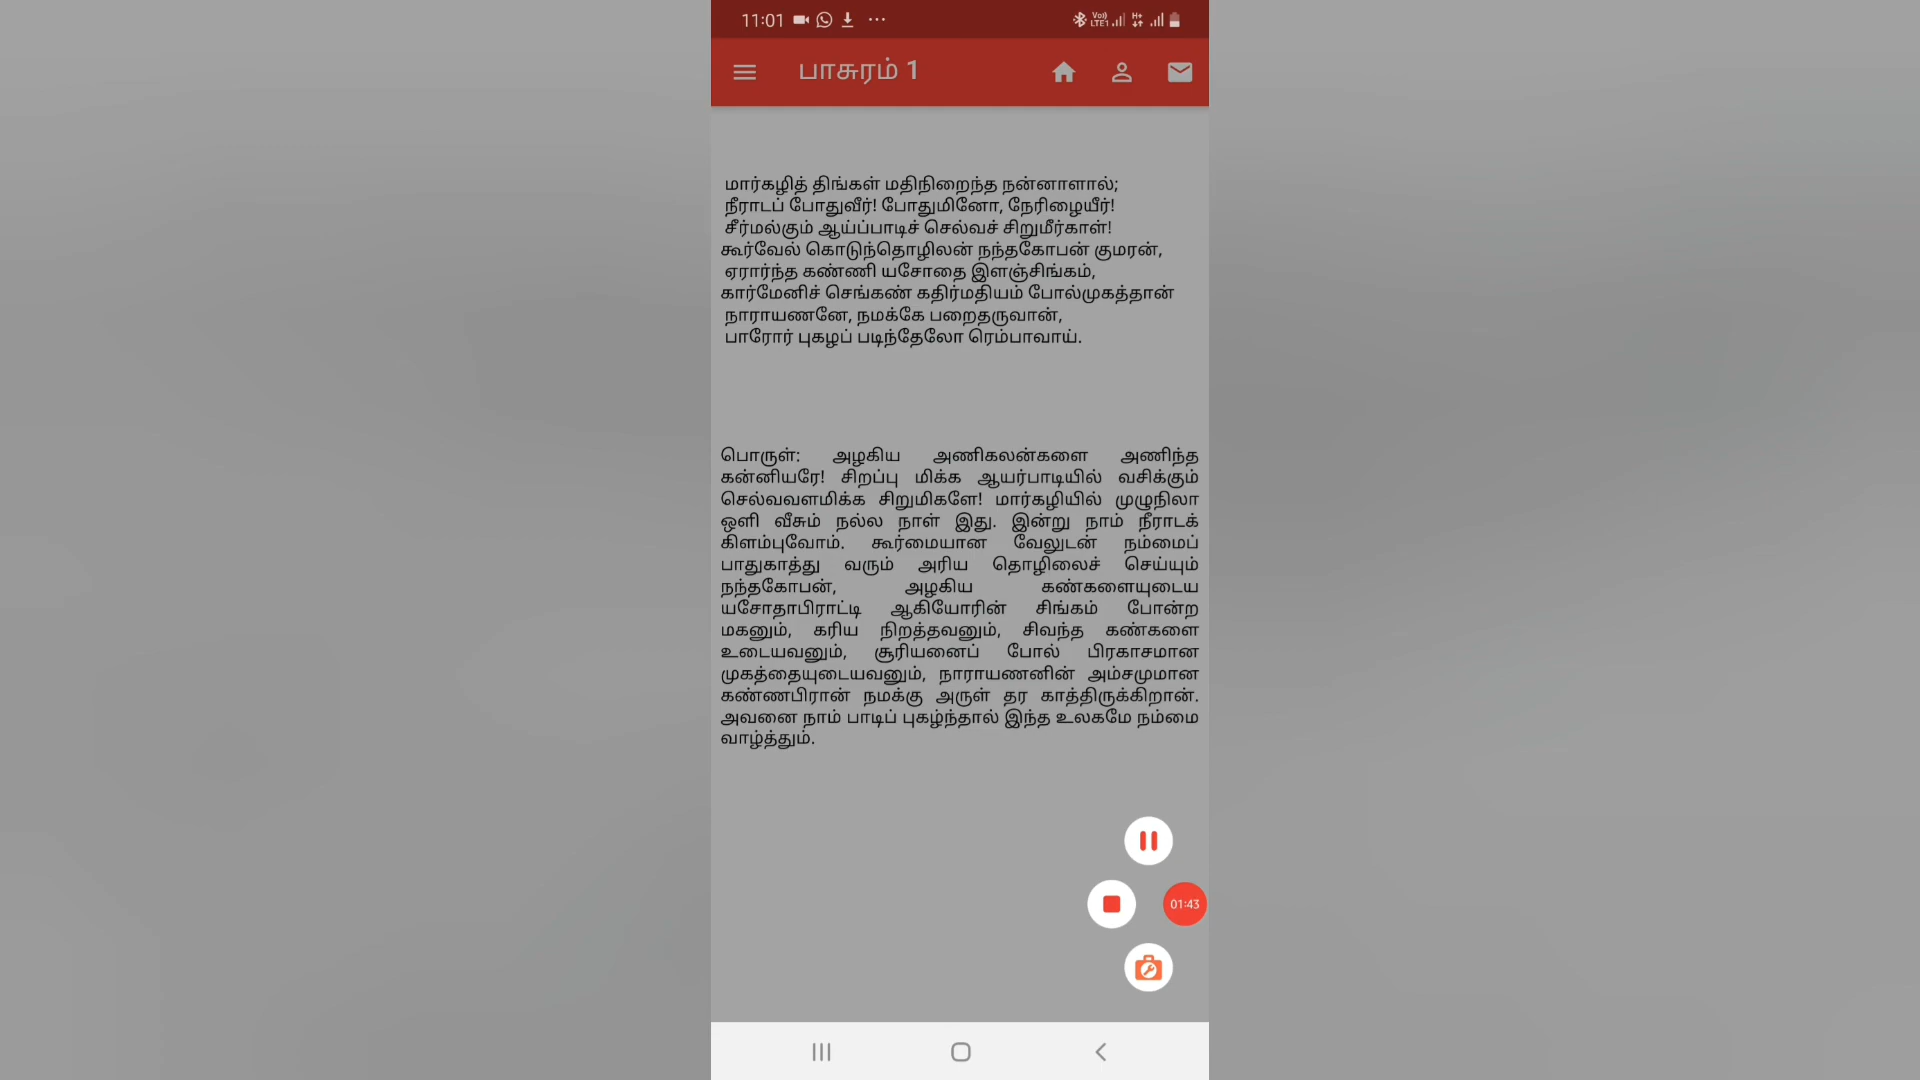 11:01
பாசுரம் 1
மார்கழித் திங்கள் மதிநிறைந்த நன்னாளால்;
நீராடப் போதுவீர்! போதுமினோ, நேரிழையீர்!
சீர்மல்கும் ஆய்ப்பாடிச் செல்வச் சிறுமீர்காள்!
கூர்வேல் கொடுந்தொழிலன் நந்தகோபன் குமரன்,
ஏரார்ந்த கண்ணி யசோதை இளஞ்சிங்கம்,
கார்மேனிச் செங்கண் கதிர்மதியம் போல்முகத்தான்
நாராயணனே, நமக்கே பறைதருவான்,
பாரோர் புகழப் படிந்தேலோ ரெம்பாவாய்.
பொருள்: அழகிய அணிகலன்களை அணிந்த
கன்னியரே! சிறப்பு மிக்க ஆயர்பாடியில் வசிக்கும்
செல்வவளமிக்க சிறுமிகளே! மார்கழியில் முழுநிலா
ஒளி வீசும் நல்ல நாள் இது. இன்று நாம் நீராடக்
கிளம்புவோம். கூர்மையான வேலுடன் நம்மைப்
பாதுகாத்து வரும் அரிய தொழிலைச் செய்யும்
நந்தகோபன், அழகிய கண்களையுடைய
யசோதாபிராட்டி ஆகியோரின் சிங்கம் போன்ற
மகனும், கரிய நிறத்தவனும், சிவந்த கண்களை
உடையவனும், சூரியனைப் போல் பிரகாசமான
முகத்தையுடையவனும், நாராயணனின் அம்சமுமான
கண்ணபிரான் நமக்கு அருள் தர காத்திருக்கிறான்.
அவனை நாம் பாடிப் புகழ்ந்தால் இந்த உலகமே நம்மை
வாழ்த்தும்.
01:43